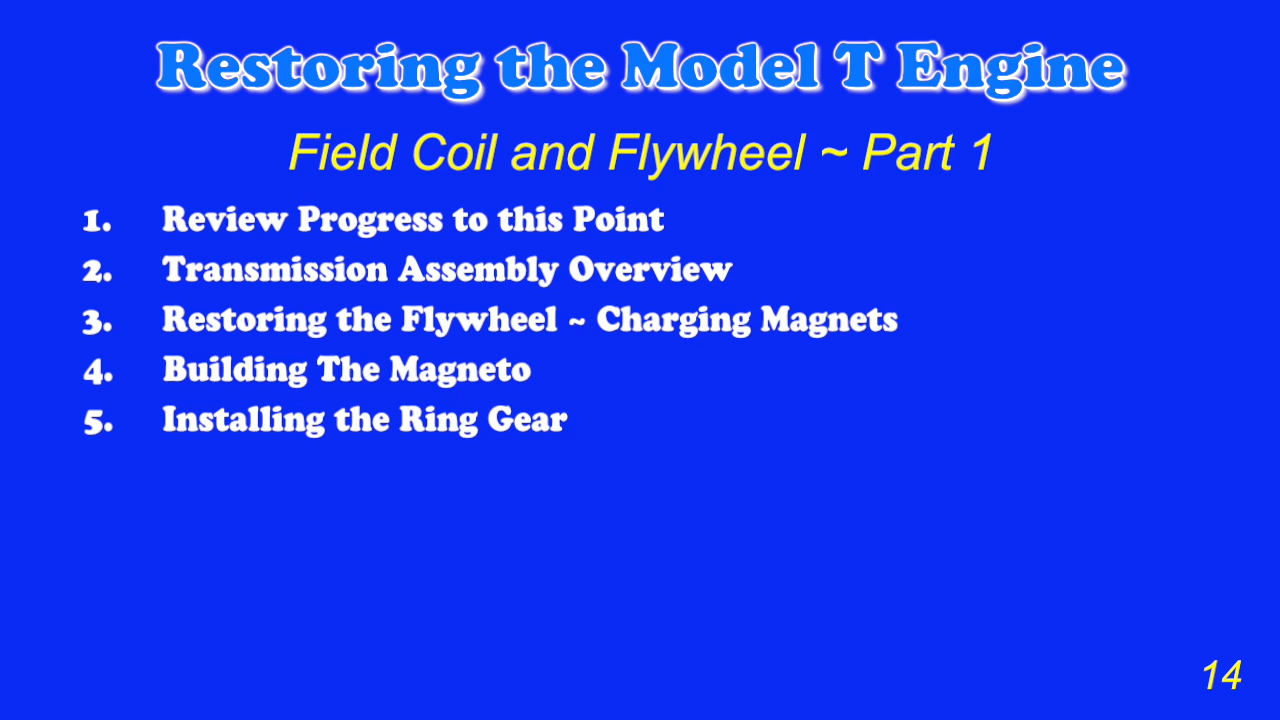 Restoring the Model T Engine
Field Coil and Flywheel ~ Part 1
1. Review Progress to this Point
2. Transmission Assembly Overview
3. Restoring the Flywheel ~ Charging Magnets
4. Building The Magneto
5. Installing the Ring Gear
14